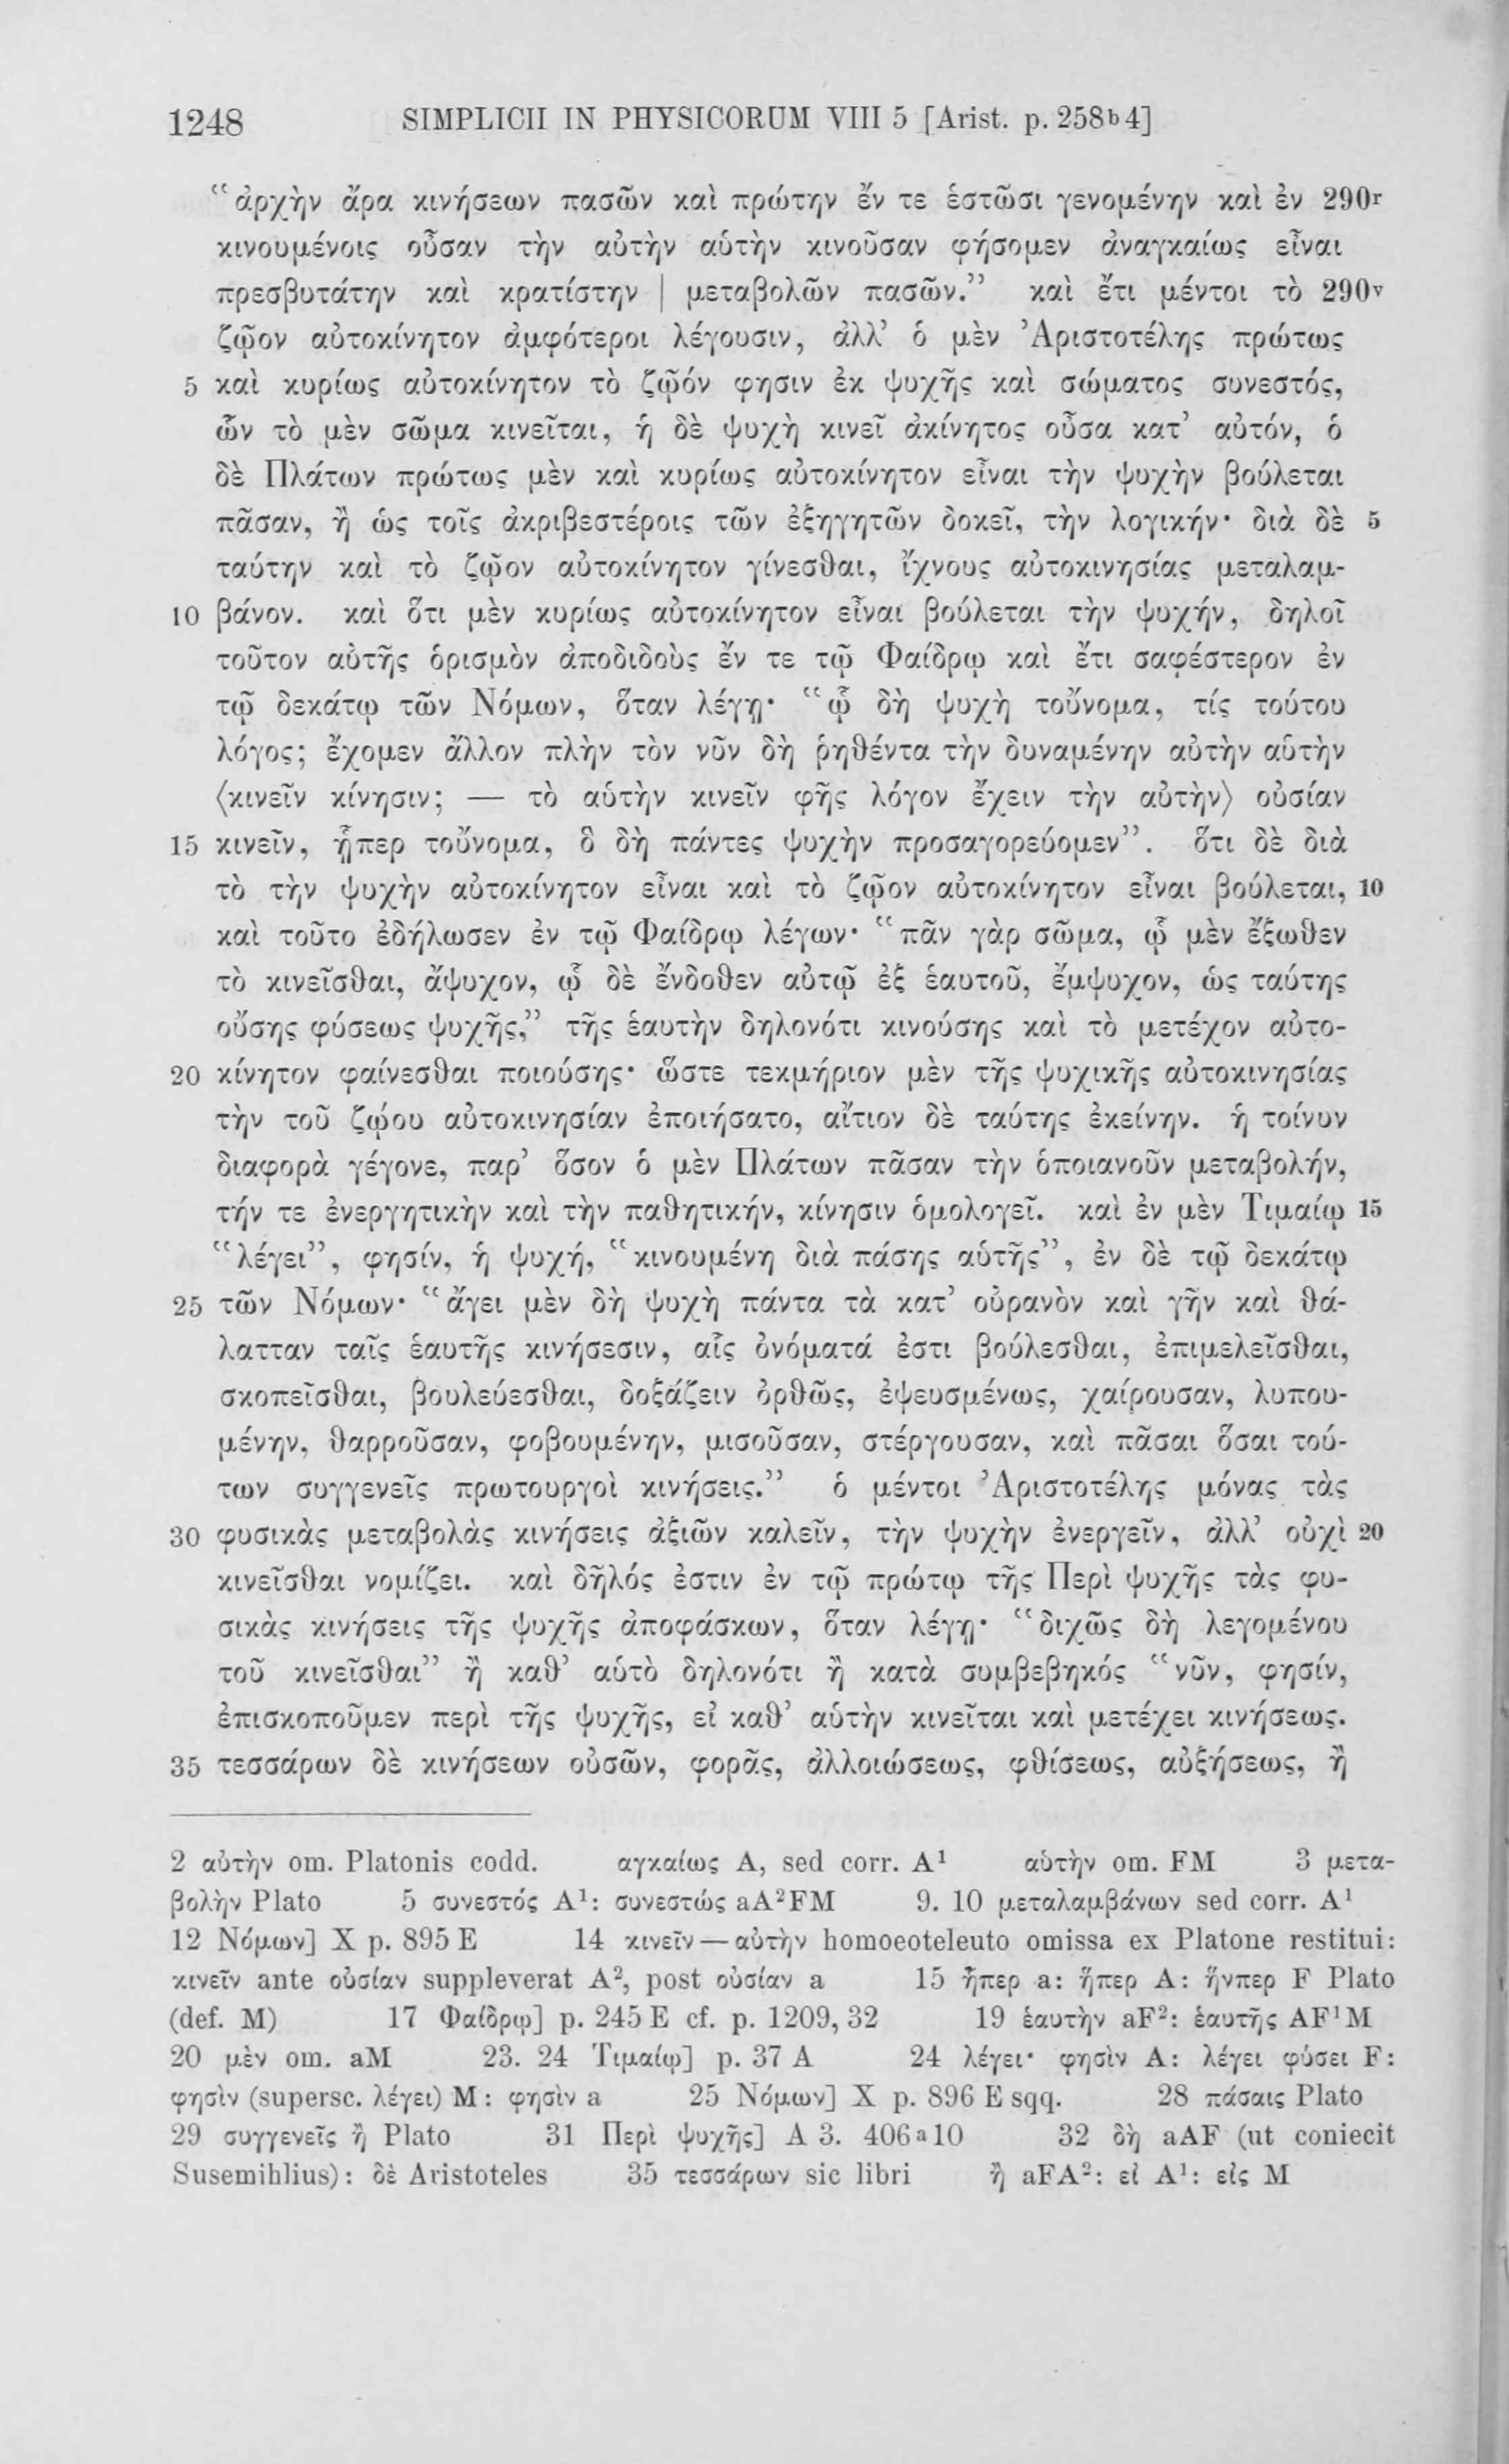 1248 SIMPLICII IN PHYSICORUM VIII 5 [Arist. p. 258b4]
“ἀρχὴν ἄρα κινήσεων πασῶν καὶ πρώτην ἔν τε ἑστῶσι γενομένην καὶ ἐν 290r
κινουμένοις οὖσαν τὴν αὐτὴν αὑτὴν κινοῦσαν φήσομεν ἀναγκαίως εἶναι
πρεσβυτάτην καὶ κρατίστην | μεταβολῶν πασῶν.” καὶ ἔτι μέντοι τὸ 290v
ζῷον αὐτοκίνητον ἀμφότεροι λέγουσιν, ἀλλ’ ὁ μὲν Ἀριστοτέλης πρώτως
5 καὶ κυρίως αὐτοκίνητον τὸ ζῷόν φησιν ἐκ ψυχῆς καὶ σώματος συνεστός,
ὧν τὸ μὲν σῶμα κινεῖται, ἡ δὲ ψυχὴ κινεῖ ἀκίνητος οὖσα κατ’ αὐτόν, ὁ
δὲ Πλάτων πρώτως μὲν καὶ κυρίως αὐτοκίνητον εἶναι τὴν ψυχὴν βούλεται
πᾶσαν, ἢ ὡς τοῖς ἀκριβεστέροις τῶν ἐξηγητῶν δοκεῖ, τὴν λογικήν· διὰ δὲ 5
ταύτην καὶ τὸ ζῷον αὐτοκίνητον γίνεσθαι, ἴχνους αὐτοκινησίας μεταλαμ-
10 βάνον. καὶ ὅτι μὲν κυρίως αὐτοκίνητον εἶναι βούλεται τὴν ψυχήν, δηλοῖ
τοῦτον αὐτῆς ὁρισμὸν ἀποδιδοὺς ἔν τε τῷ Φαίδρῳ καὶ ἔτι σαφέστερον ἐν
τῷ δεκάτῳ τῶν Νόμων, ὅταν λέγῃ· “ᾧ δὴ ψυχὴ τοὔνομα, τίς τούτου
λόγος; ἔχομεν ἄλλον πλὴν τὸν νῦν δὴ ῥηθέντα τὴν δυναμένην αὐτὴν αὑτὴν
⟨κινεῖν κίνησιν; — τὸ αὑτὴν κινεῖν φῂς λόγον ἔχειν τὴν αὐτὴν⟩ οὐσίαν
15 κινεῖν, ᾗπερ τοὔνομα, ὃ δὴ πάντες ψυχὴν προσαγορεύομεν”. ὅτι δὲ διὰ
τὸ τὴν ψυχὴν αὐτοκίνητον εἶναι καὶ τὸ ζῷον αὐτοκίνητον εἶναι βούλεται, 10
καὶ τοῦτο ἐδήλωσεν ἐν τῷ Φαίδρῳ λέγων· “πᾶν γὰρ σῶμα, ᾧ μὲν ἔξωθεν
τὸ κινεῖσθαι, ἄψυχον, ᾧ δὲ ἔνδοθεν αὐτῷ ἐξ ἑαυτοῦ, ἔμψυχον, ὡς ταύτης
οὔσης φύσεως ψυχῆς,” τῆς ἑαυτὴν δηλονότι κινούσης καὶ τὸ μετέχον αὐτο-
20 κίνητον φαίνεσθαι ποιούσης· ὥστε τεκμήριον μὲν τῆς ψυχικῆς αὐτοκινησίας
τὴν τοῦ ζῴου αὐτοκινησίαν ἐποιήσατο, αἴτιον δὲ ταύτης ἐκείνην. ἡ τοίνυν
διαφορὰ γέγονε, παρ’ ὅσον ὁ μὲν Πλάτων πᾶσαν τὴν ὁποιανοῦν μεταβολήν,
τήν τε ἐνεργητικὴν καὶ τὴν παθητικήν, κίνησιν ὁμολογεῖ. καὶ ἐν μὲν Τιμαίῳ 15
“λέγει”, φησίν, ἡ ψυχή, “κινουμένη διὰ πάσης αὑτῆς”, ἐν δὲ τῷ δεκάτῳ
25 τῶν Νόμων· “ἄγει μὲν δὴ ψυχὴ πάντα τὰ κατ’ οὐρανὸν καὶ γῆν καὶ θά-
λατταν ταῖς ἑαυτῆς κινήσεσιν, αἷς ὀνόματά ἐστι βούλεσθαι, ἐπιμελεῖσθαι,
σκοπεῖσθαι, βουλεύεσθαι, δοξάζειν ὀρθῶς, ἐψευσμένως, χαίρουσαν, λυπου-
μένην, θαρροῦσαν, φοβουμένην, μισοῦσαν, στέργουσαν, καὶ πᾶσαι ὅσαι τού-
των συγγενεῖς πρωτουργοὶ κινήσεις.” ὁ μέντοι Ἀριστοτέλης μόνας τὰς
30 φυσικὰς μεταβολὰς κινήσεις ἀξιῶν καλεῖν, τὴν ψυχὴν ἐνεργεῖν, ἀλλ’ οὐχὶ 20
κινεῖσθαι νομίζει. καὶ δῆλός ἐστιν ἐν τῷ πρώτῳ τῆς Περὶ ψυχῆς τὰς φυ-
σικὰς κινήσεις τῆς ψυχῆς ἀποφάσκων, ὅταν λέγῃ· “διχῶς δὴ λεγομένου
τοῦ κινεῖσθαι” ἢ καθ’ αὑτὸ δηλονότι ἢ κατὰ συμβεβηκός “νῦν, φησίν,
ἐπισκοποῦμεν περὶ τῆς ψυχῆς, εἰ καθ’ αὑτὴν κινεῖται καὶ μετέχει κινήσεως.
35 τεσσάρων δὲ κινήσεων οὐσῶν, φορᾶς, ἀλλοιώσεως, φθίσεως, αὐξήσεως, ἢ
2 αὐτὴν om. Platonis codd. αγκαίως A, sed corr. A¹ αὑτὴν om. FM 3 μετα-
βολὴν Plato 5 συνεστός A¹: συνεστώς aA²FM 9. 10 μεταλαμβάνων sed corr. A¹
12 Νόμων] X p. 895 E 14 κινεῖν — αὐτὴν homoeoteleuto omissa ex Platone restitui:
κινεῖν ante οὐσίαν suppleverat A², post οὐσίαν a 15 ᾗπερ a: ἥπερ A: ἥνπερ F Plato
(def. M) 17 Φαίδρῳ] p. 245 E cf. p. 1209, 32 19 ἑαυτὴν aF²: ἑαυτῆς AF¹M
20 μὲν om. aM 23. 24 Τιμαίῳ] p. 37 A 24 λέγει· φησὶν A: λέγει φύσει F:
φησὶν (supersc. λέγει) M: φησὶν a 25 Νόμων] X p. 896 E sqq. 28 πάσαις Plato
29 συγγενεῖς ἢ Plato 31 Περὶ ψυχῆς] A 3. 406a10 32 δὴ aAF (ut coniecit
Susemihlius): δὲ Aristoteles 35 τεσσάρων sic libri ἢ aFA²: εἰ A¹: εἰς M